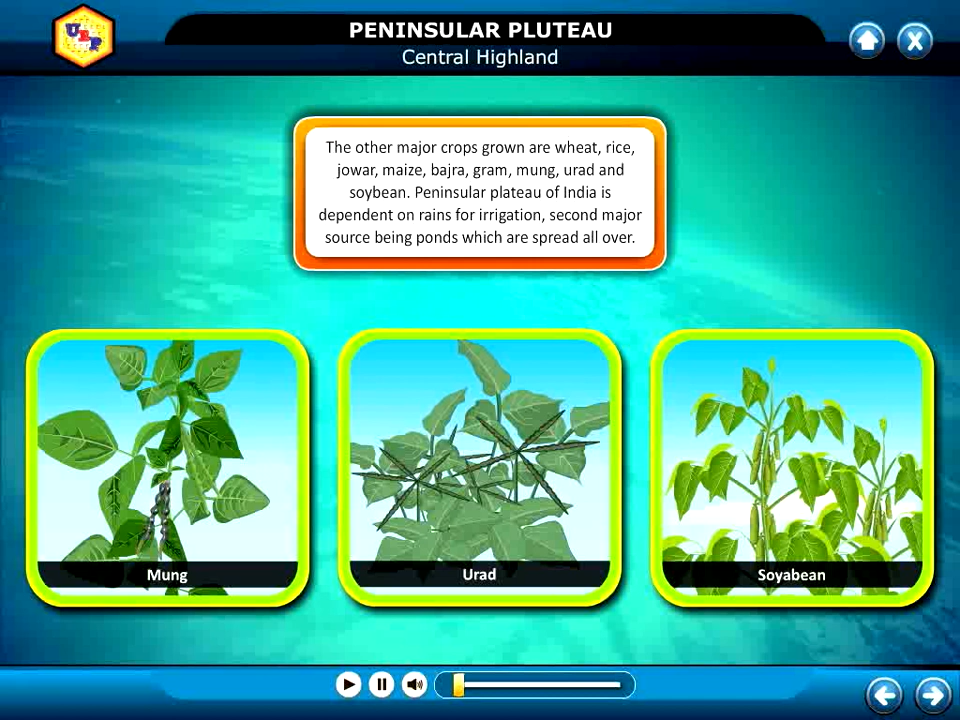 UEP
PENINSULAR PLUTEAU
Central Highland
The other major crops grown are wheat, rice,
jowar, maize, bajra, gram, mung, urad and
soybean. Peninsular plateau of India is
dependent on rains for irrigation, second major
source being ponds which are spread all over.
Mung
Urad
Soyabean